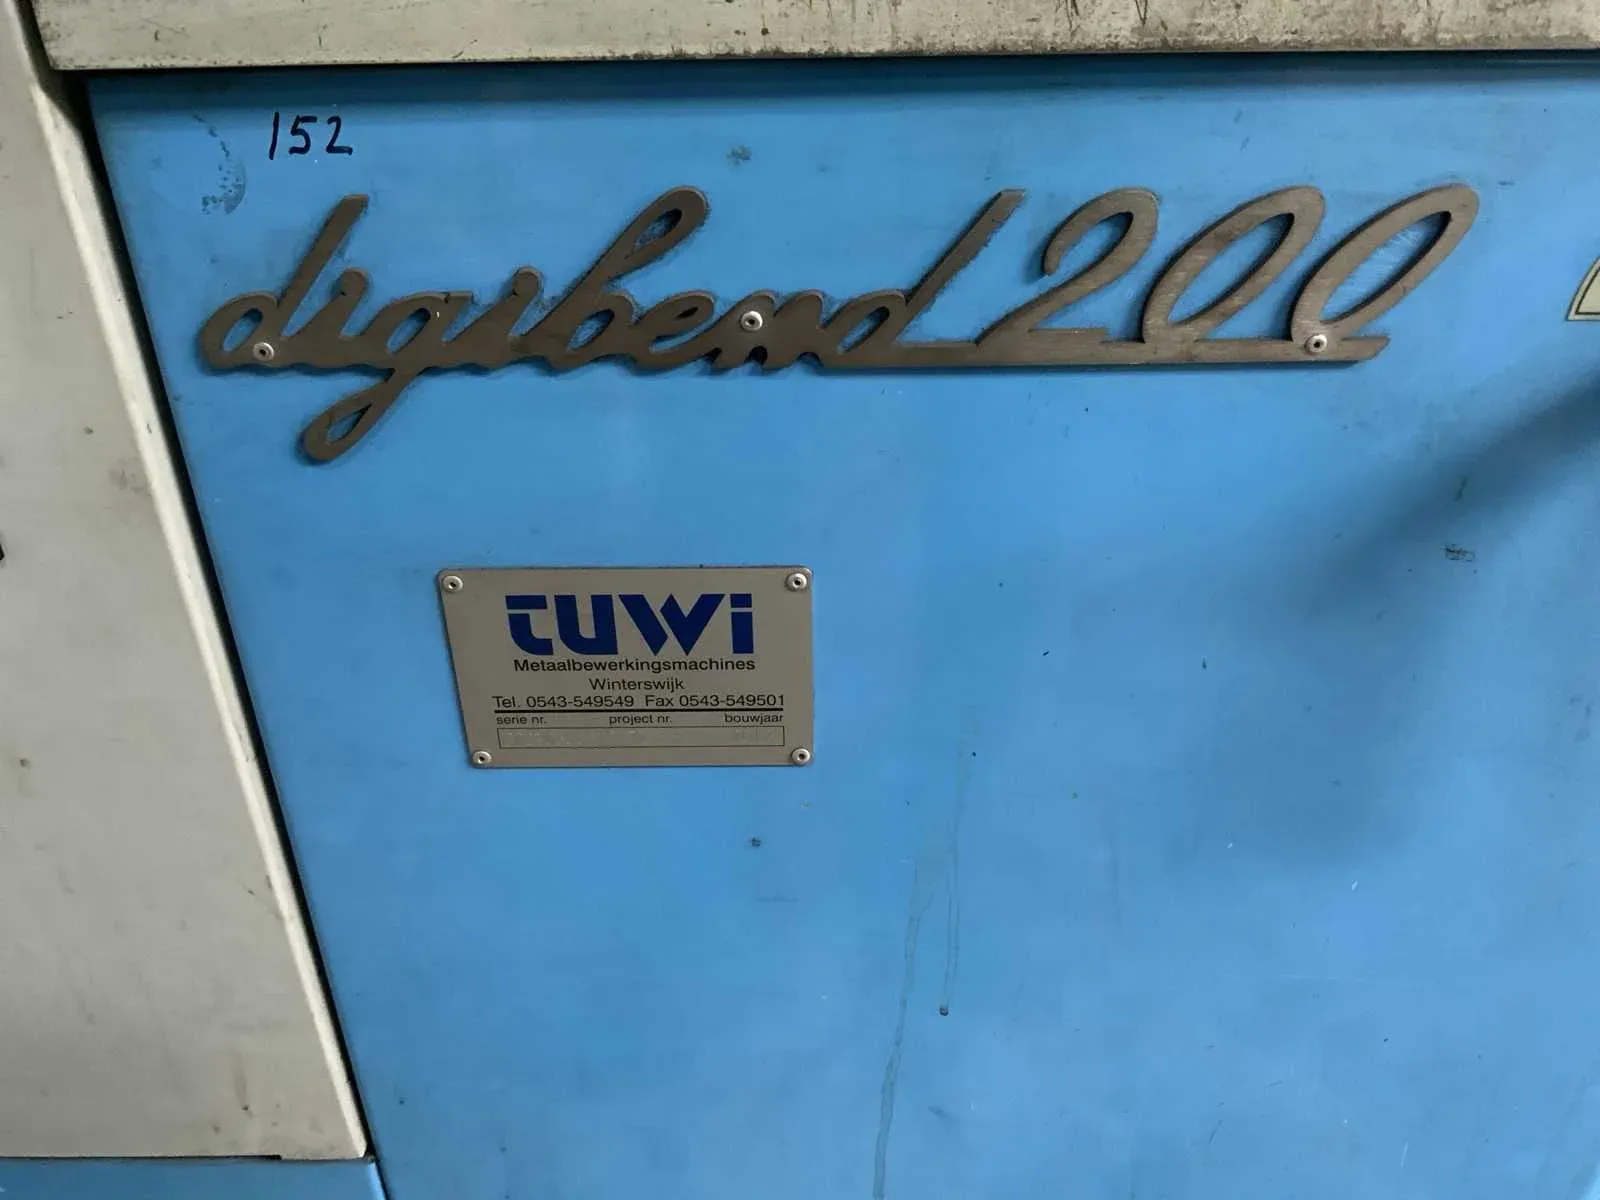 152
digibend 200
TUWi
Metaalbewerkingsmachines
Winterswijk
Tel. 0543-549549 Fax 0543-549501
serie nr. project nr. bouwjaar